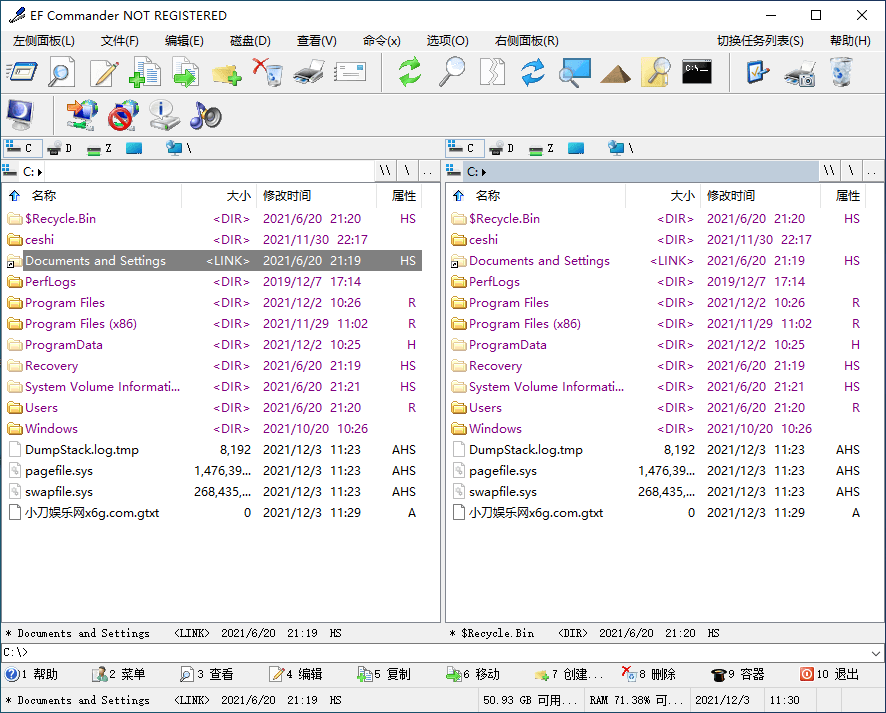 EF Commander NOT REGISTERED
左侧面板(L) 文件(F) 编辑(E) 磁盘(D) 查看(V) 命令(x) 选项(O) 右侧面板(R) 切换任务列表(S) 帮助(H)
C:\_
C D Z \ C D Z \
C: \\ \ .. C: \\ \ ..
名称 大小 修改时间 属性 名称 大小 修改时间 属性
$Recycle.Bin <DIR> 2021/6/20 21:20 HS $Recycle.Bin <DIR> 2021/6/20 21:20 HS
ceshi <DIR> 2021/11/30 22:17 ceshi <DIR> 2021/11/30 22:17
Documents and Settings <LINK> 2021/6/20 21:19 HS Documents and Settings <LINK> 2021/6/20 21:19 HS
PerfLogs <DIR> 2019/12/7 17:14 PerfLogs <DIR> 2019/12/7 17:14
Program Files <DIR> 2021/12/2 10:26 R Program Files <DIR> 2021/12/2 10:26 R
Program Files (x86) <DIR> 2021/11/29 11:02 R Program Files (x86) <DIR> 2021/11/29 11:02 R
ProgramData <DIR> 2021/12/2 10:25 H ProgramData <DIR> 2021/12/2 10:25 H
Recovery <DIR> 2021/6/20 21:19 HS Recovery <DIR> 2021/6/20 21:19 HS
System Volume Informati... <DIR> 2021/6/20 21:21 HS System Volume Informati... <DIR> 2021/6/20 21:21 HS
Users <DIR> 2021/6/20 21:20 R Users <DIR> 2021/6/20 21:20 R
Windows <DIR> 2021/10/20 10:26 Windows <DIR> 2021/10/20 10:26
DumpStack.log.tmp 8,192 2021/12/3 11:23 AHS DumpStack.log.tmp 8,192 2021/12/3 11:23 AHS
pagefile.sys 1,476,39... 2021/12/3 11:23 AHS pagefile.sys 1,476,39... 2021/12/3 11:23 AHS
swapfile.sys 268,435,... 2021/12/3 11:23 AHS swapfile.sys 268,435,... 2021/12/3 11:23 AHS
小刀娱乐网x6g.com.gtxt 0 2021/12/3 11:29 A 小刀娱乐网x6g.com.gtxt 0 2021/12/3 11:29 A
* Documents and Settings <LINK> 2021/6/20 21:19 HS * $Recycle.Bin <DIR> 2021/6/20 21:20 HS
C:\>
1 帮助 2 菜单 3 查看 4 编辑 5 复制 6 移动 7 创建... 8 删除 9 容器 10 退出
* Documents and Settings <LINK> 2021/6/20 21:19 HS 50.93 GB 可用... RAM 71.38% 可... 2021/12/3 11:30